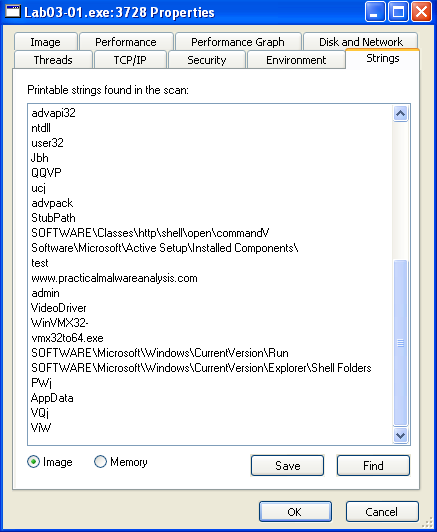 Lab03-01.exe:3728 Properties
Image Performance Performance Graph Disk and Network
Threads TCP/IP Security Environment Strings
Printable strings found in the scan:
advapi32
ntdll
user32
Jbh
QQVP
ucj
advpack
StubPath
SOFTWARE\Classes\http\shell\open\commandV
Software\Microsoft\Active Setup\Installed Components\
test
www.practicalmalwareanalysis.com
admin
VideoDriver
WinVMX32-
vmx32to64.exe
SOFTWARE\Microsoft\Windows\CurrentVersion\Run
SOFTWARE\Microsoft\Windows\CurrentVersion\Explorer\Shell Folders
PWj
AppData
VQj
ViW
Image Memory Save Find
OK Cancel